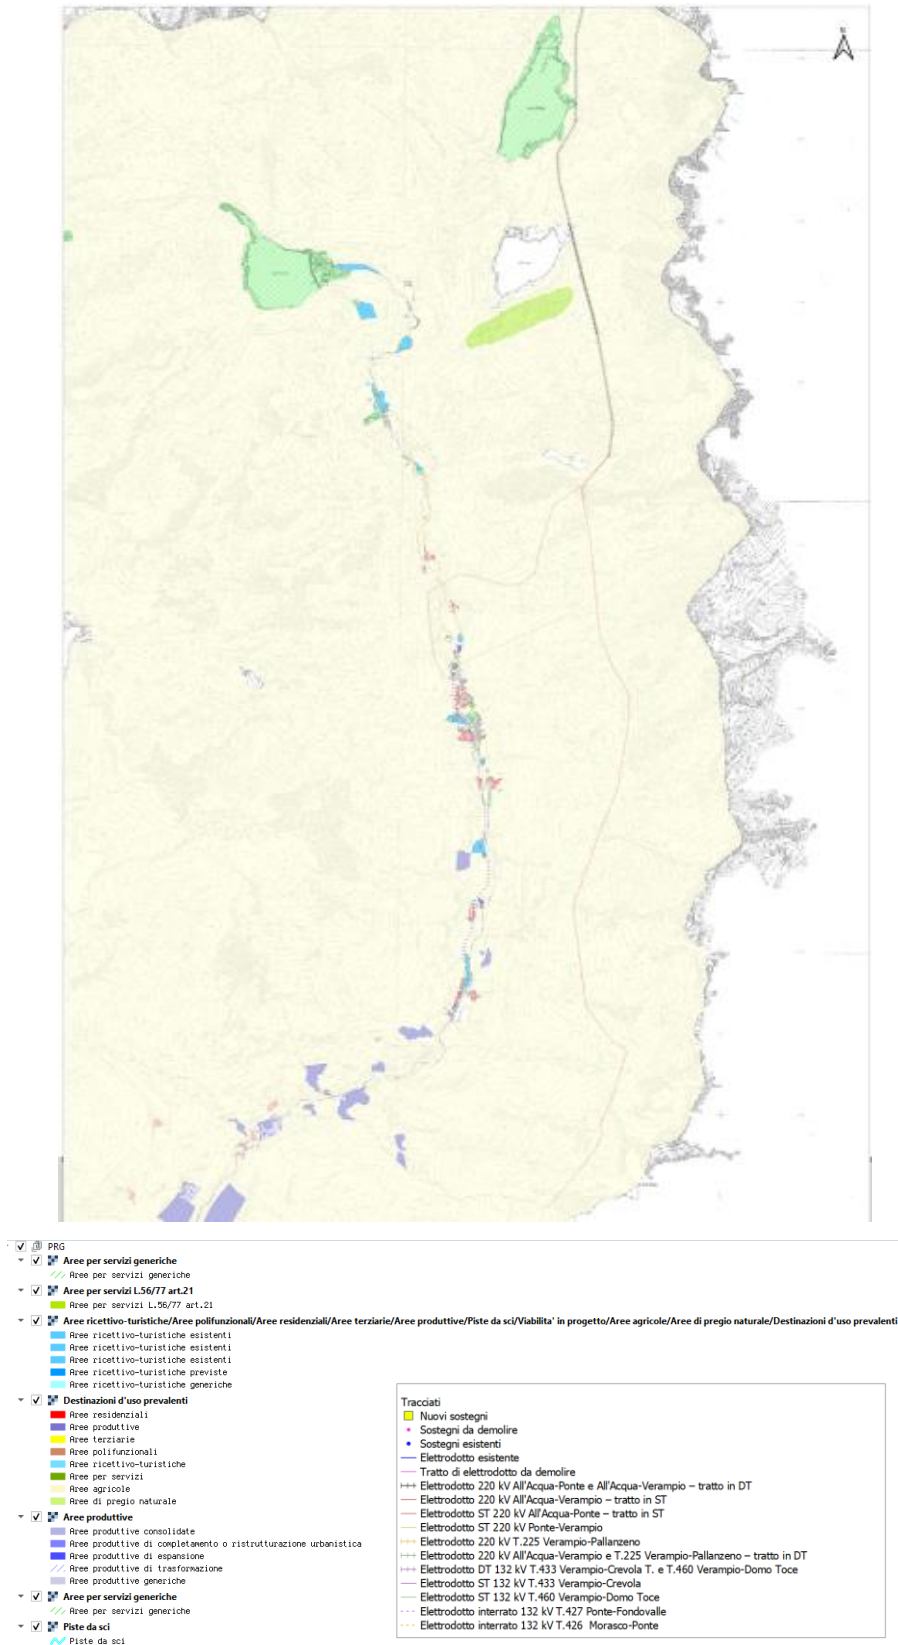 N
PRG
Aree per servizi generiche
Aree per servizi generiche
Aree per servizi L.56/77 art.21
Aree per servizi L.56/77 art.21
Aree ricettivo-turistiche/Aree polifunzionali/Aree residenziali/Aree terziarie/Aree produttive/Piste da sci/Viabilita' in progetto/Aree agricole/Aree di pregio naturale/Destinazioni d'uso prevalenti
Aree ricettivo-turistiche esistenti
Aree ricettivo-turistiche esistenti
Aree ricettivo-turistiche esistenti
Aree ricettivo-turistiche previste
Aree ricettivo-turistiche generiche
Destinazioni d'uso prevalenti
Aree residenziali
Aree produttive
Aree terziarie
Aree polifunzionali
Aree ricettivo-turistiche
Aree per servizi
Aree agricole
Aree di pregio naturale
Aree produttive
Aree produttive consolidate
Aree produttive di completamento o ristrutturazione urbanistica
Aree produttive di espansione
Aree produttive di trasformazione
Aree produttive generiche
Aree per servizi generiche
Aree per servizi generiche
Piste da sci
Piste da sci
Tracciati
Nuovi sostegni
Sostegni da demolire
Sostegni esistenti
Elettrodotto esistente
Tratto di elettrodotto da demolire
Elettrodotto 220 kV All'Acqua-Ponte e All'Acqua-Verampio – tratto in DT
Elettrodotto 220 kV All'Acqua-Verampio – tratto in ST
Elettrodotto ST 220 kV All'Acqua-Ponte – tratto in ST
Elettrodotto ST 220 kV Ponte-Verampio
Elettrodotto 220 kV T.225 Verampio-Pallanzeno
Elettrodotto 220 kV All'Acqua-Verampio e T.225 Verampio-Pallanzeno – tratto in DT
Elettrodotto DT 132 kV T.433 Verampio-Crevola T. e T.460 Verampio-Domo Toce
Elettrodotto ST 132 kV T.433 Verampio-Crevola
Elettrodotto ST 132 kV T.460 Verampio-Domo Toce
Elettrodotto interrato 132 kV T.427 Ponte-Fondovalle
Elettrodotto interrato 132 kV T.426 Morasco-Ponte